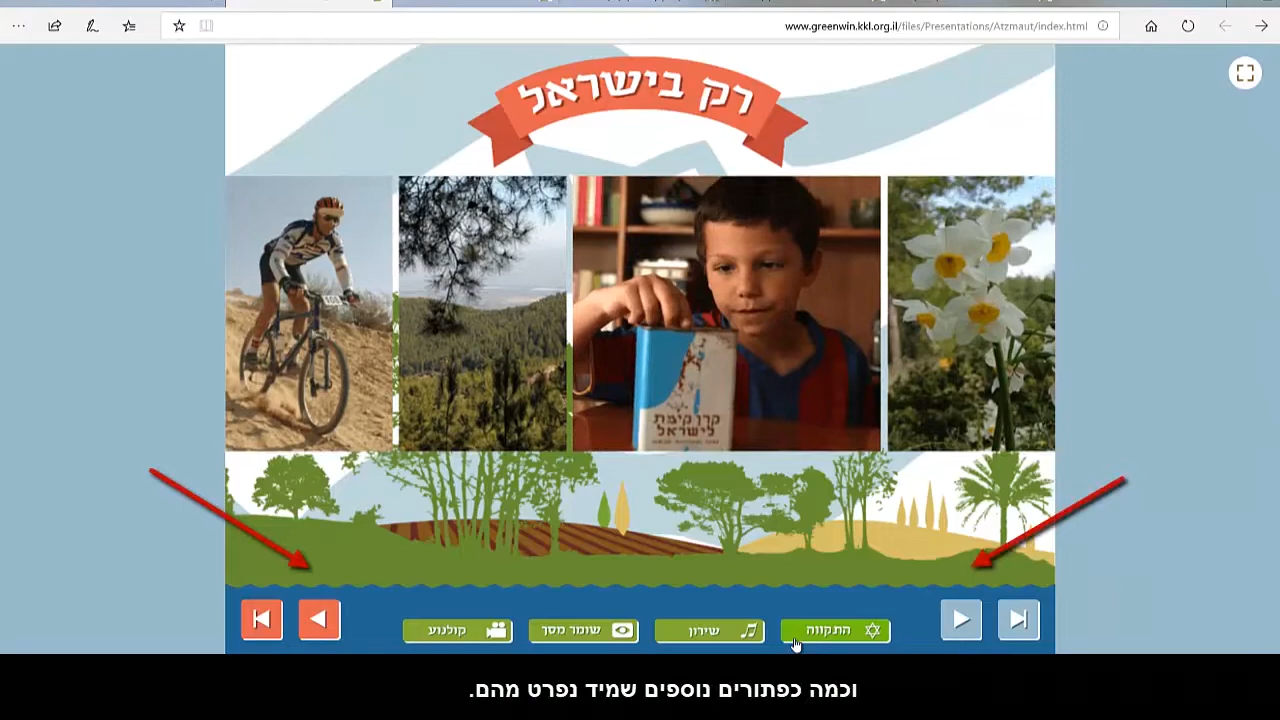 www.greenwin.kkl.org.il/files/Presentations/Atzmaut/index.html
רק בישראל
קרן קימת
לישראל
התקווה
שירון
שומר מסך
קולנוע
וכמה כפתורים נוספים שמיד נפרט מהם.